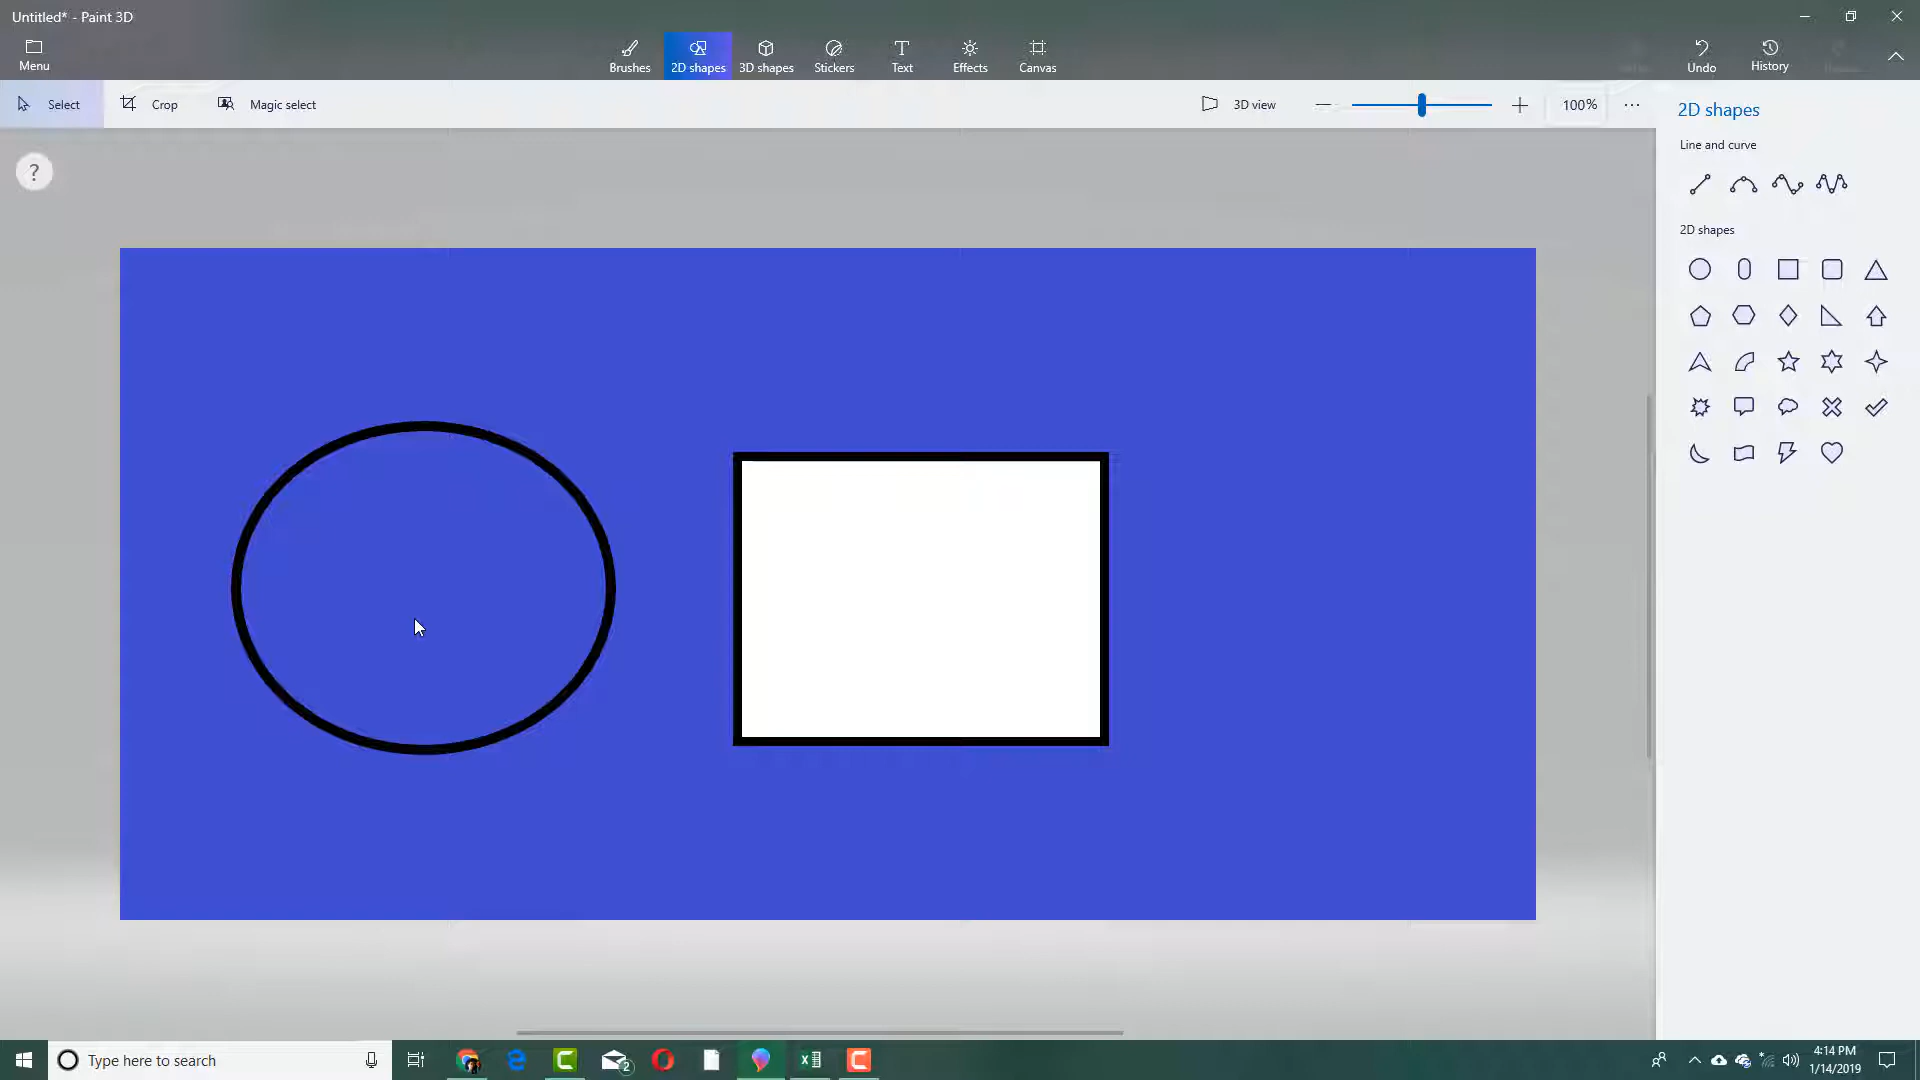 Untitled* - Paint 3D
Menu
Brushes
2D shapes
3D shapes
Stickers
Text
Effects
Canvas
Undo
History
Select
Crop
Magic select
3D view
100%
?
2D shapes
Line and curve
2D shapes
Type here to search
2
4:14 PM
1/14/2019